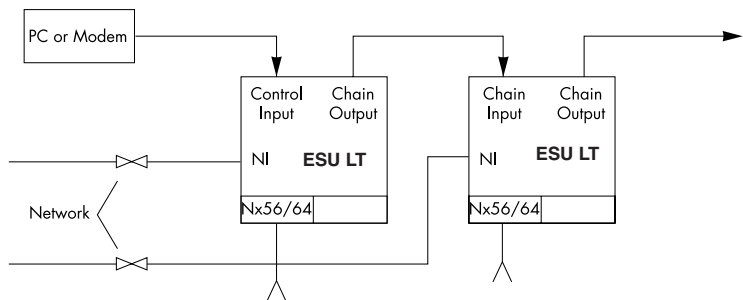 PC or Modem
Control
Input
Chain
Output
NI
ESU LT
Nx56/64
Chain
Input
Chain
Output
NI
ESU LT
Nx56/64
Network